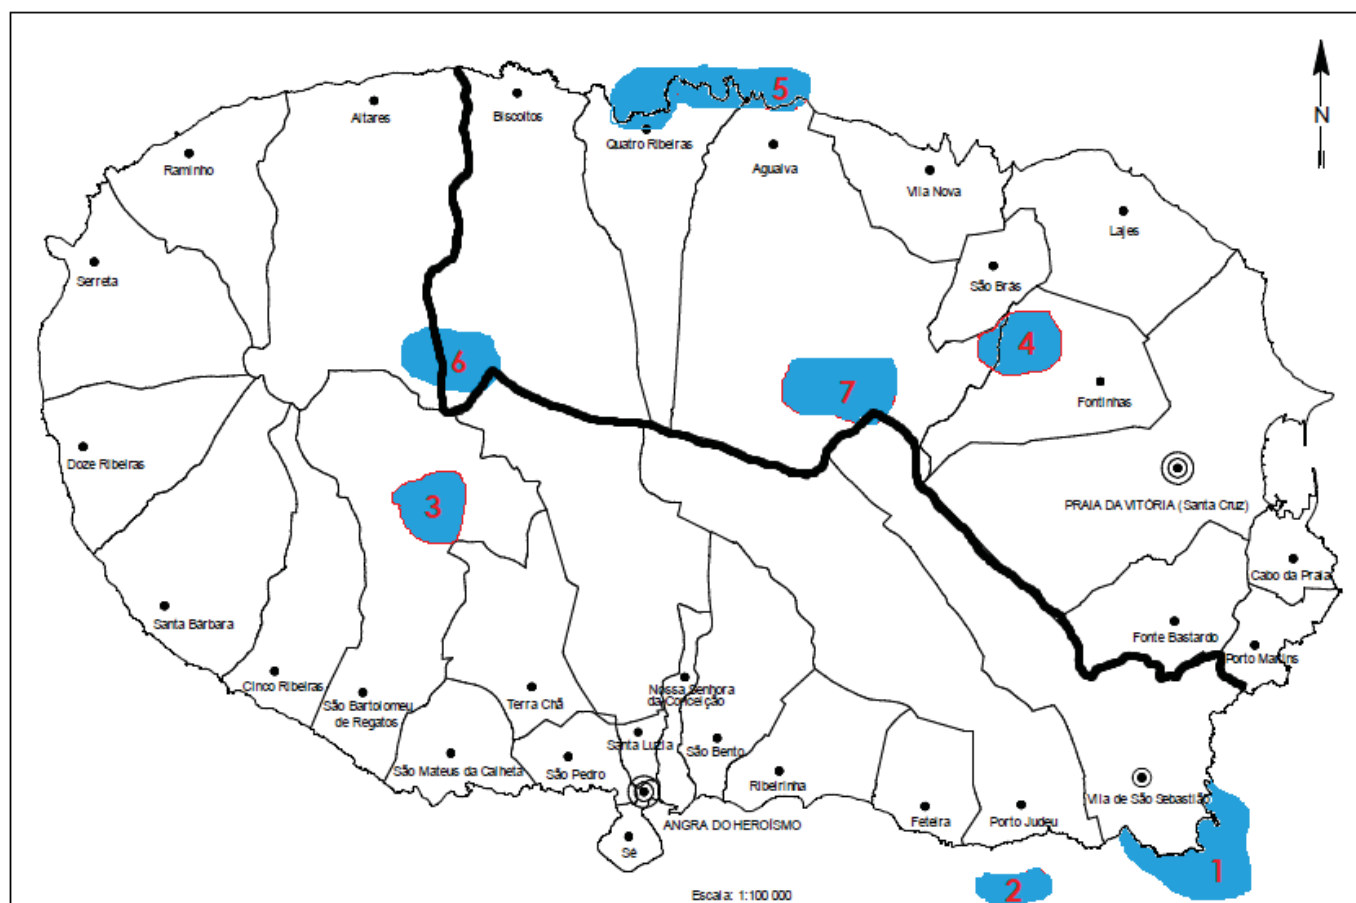 5
Altares
Biscoitos
Quatro Ribeiras
Agualva
N
Raminho
Vila Nova
Lajes
Serreta
São Brás
6
4
7
Fontinhas
Doze Ribeiras
3
PRAIA DA VITÓRIA (Santa Cruz)
Cabo da Praia
Santa Bárbara
Fonte Bastardo
Porto Martins
Cinco Ribeiras
São Bartolomeu
de Regatos
Terra Chã
Nossa Senhora
da Conceição
Santa Luzia
São Bento
São Mateus da Calheta
São Pedro
Ribeirinha
Vila de São Sebastião
ANGRA DO HEROÍSMO
Feteira
Porto Judeu
Sé
1
2
Escala: 1:100 000